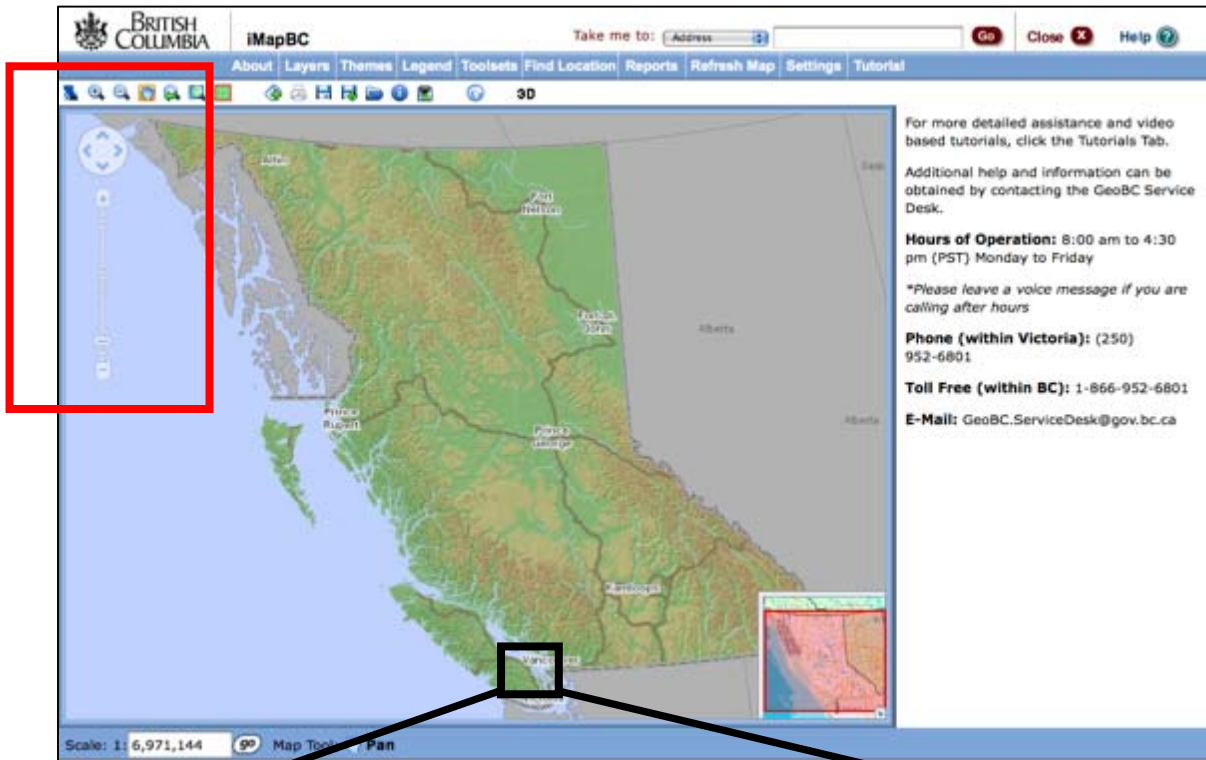 BRITISH COLUMBIA
iMapBC
Take me to: Address Go Close X Help ?
About Layers Themes Legend Toolsets Find Location Reports Refresh Map Settings Tutorial
3D
For more detailed assistance and video
based tutorials, click the Tutorials Tab.
Additional help and information can be
obtained by contacting the GeoBC Service
Desk.
Hours of Operation: 8:00 am to 4:30
pm (PST) Monday to Friday
*Please leave a voice message if you are
calling after hours
Phone (within Victoria): (250)
952-6801
Toll Free (within BC): 1-866-952-6801
E-Mail: GeoBC.ServiceDesk@gov.bc.ca
Atlin
Fort
Nelson
Fort St.
John
Alberta
Prince
Rupert
Prince
George
Alberta
Kamloops
Vancouver
Scale: 1: 6,971,144 go Map Tool: Pan